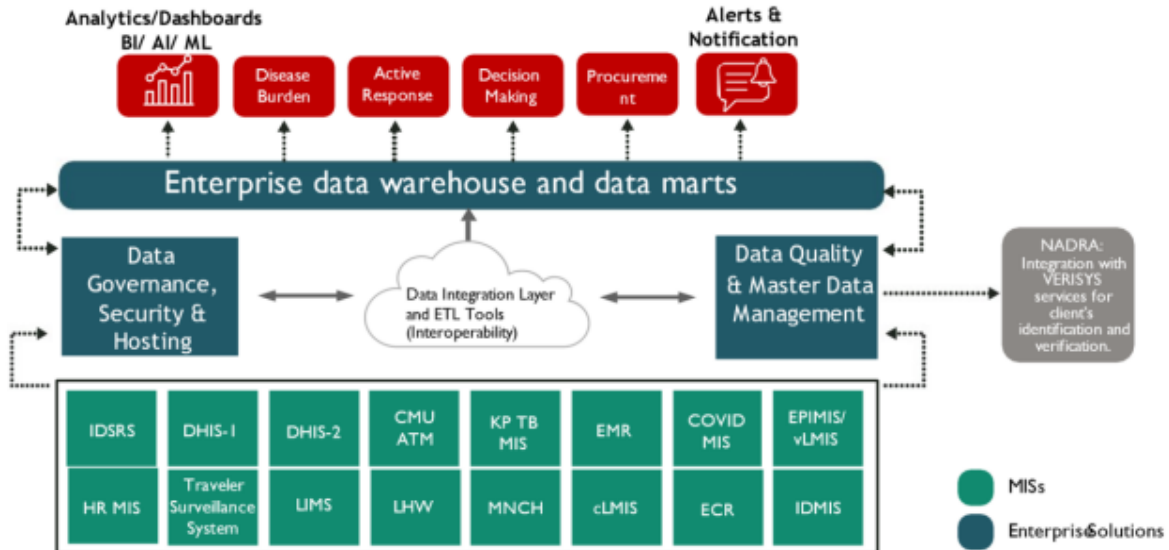 Analytics/Dashboards
BI/ AI/ ML
Alerts &
Notification
Disease
Burden
Active
Response
Decision
Making
Procureme
nt
Enterprise data warehouse and data marts
Data
Governance,
Security &
Hosting
Data Integration Layer
and ETL Tools
(Interoperability)
Data Quality
& Master Data
Management
NADRA:
Integration with
VERISYS
services for
client's
identification and
verification.
IDSRS
DHIS-1
DHIS-2
CMU
ATM
KP TB
MIS
EMR
COVID
MIS
EPIMIS/
vLMIS
HR MIS
Traveler
Surveillance
System
LIMS
LHW
MNCH
cLMIS
ECR
IDMIS
MISs
EnterpriseSolutions